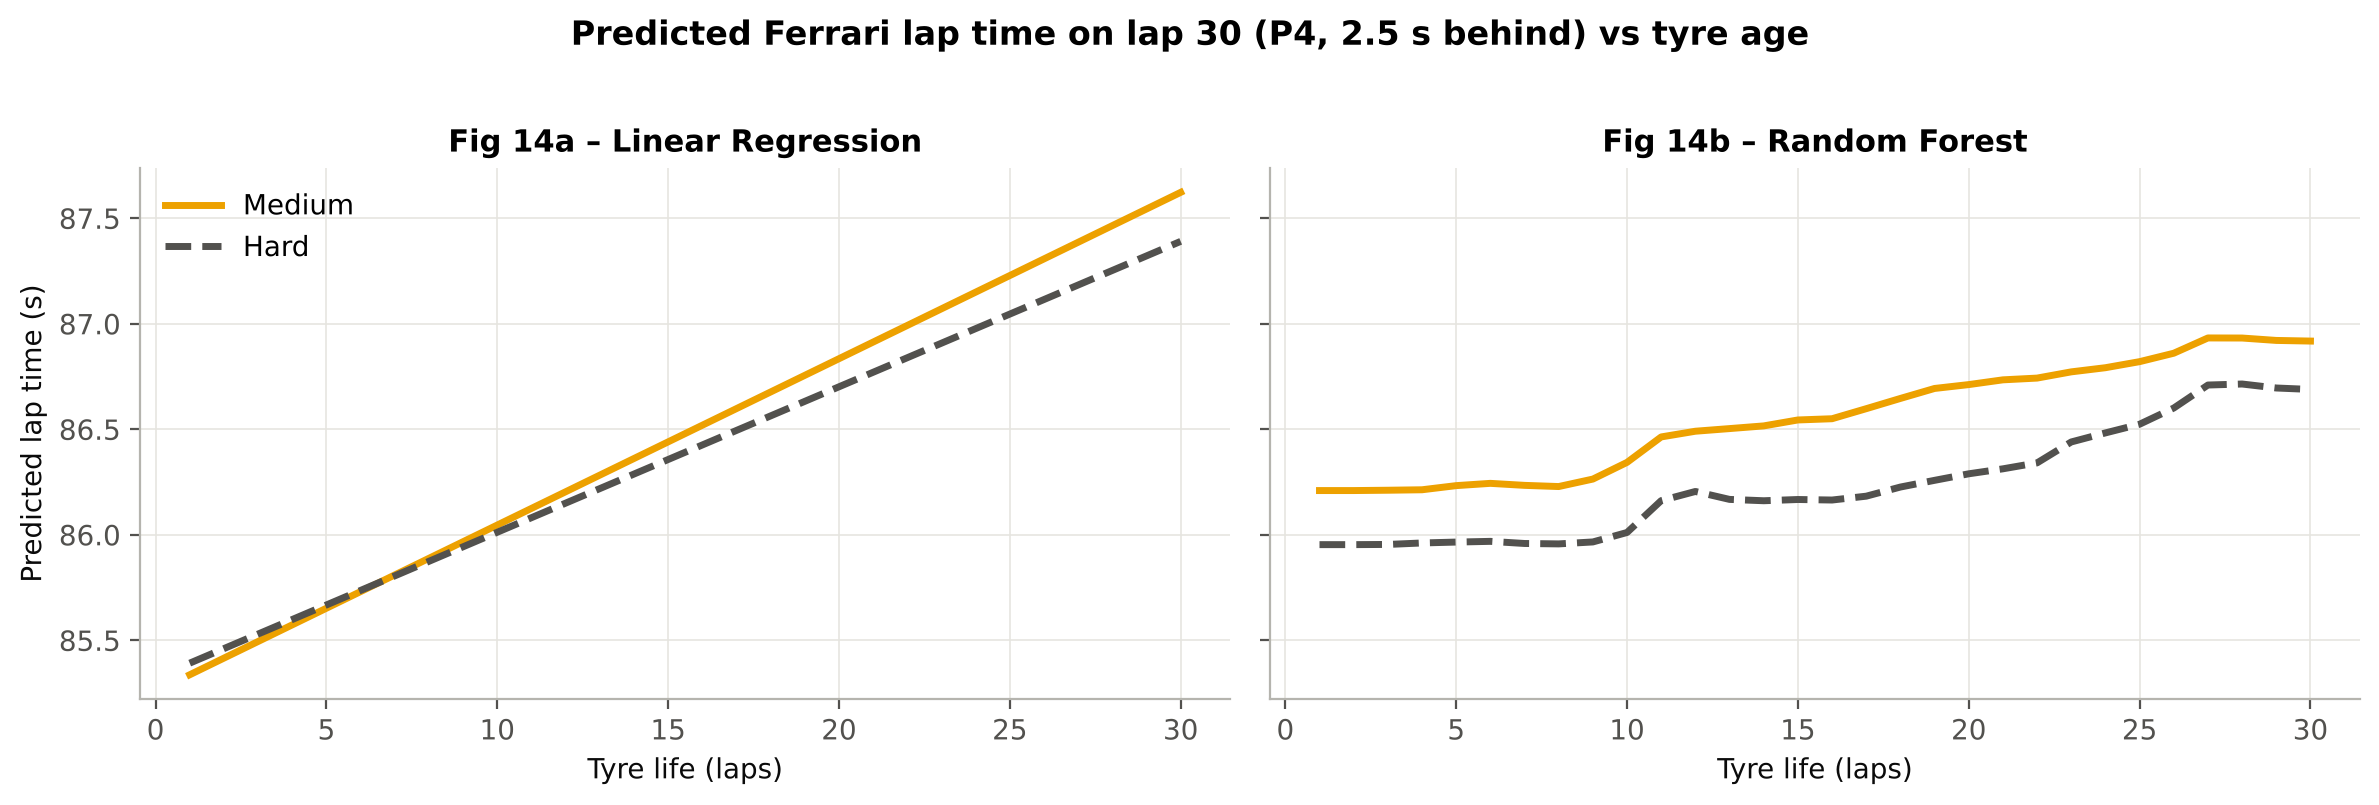 Predicted Ferrari lap time on lap 30 (P4, 2.5 s behind) vs tyre age
Fig 14a – Linear Regression
Medium
Hard
87.5
87.0
86.5
86.0
85.5
Predicted lap time (s)
0 5 10 15 20 25 30
Tyre life (laps)
Fig 14b – Random Forest
0 5 10 15 20 25 30
Tyre life (laps)